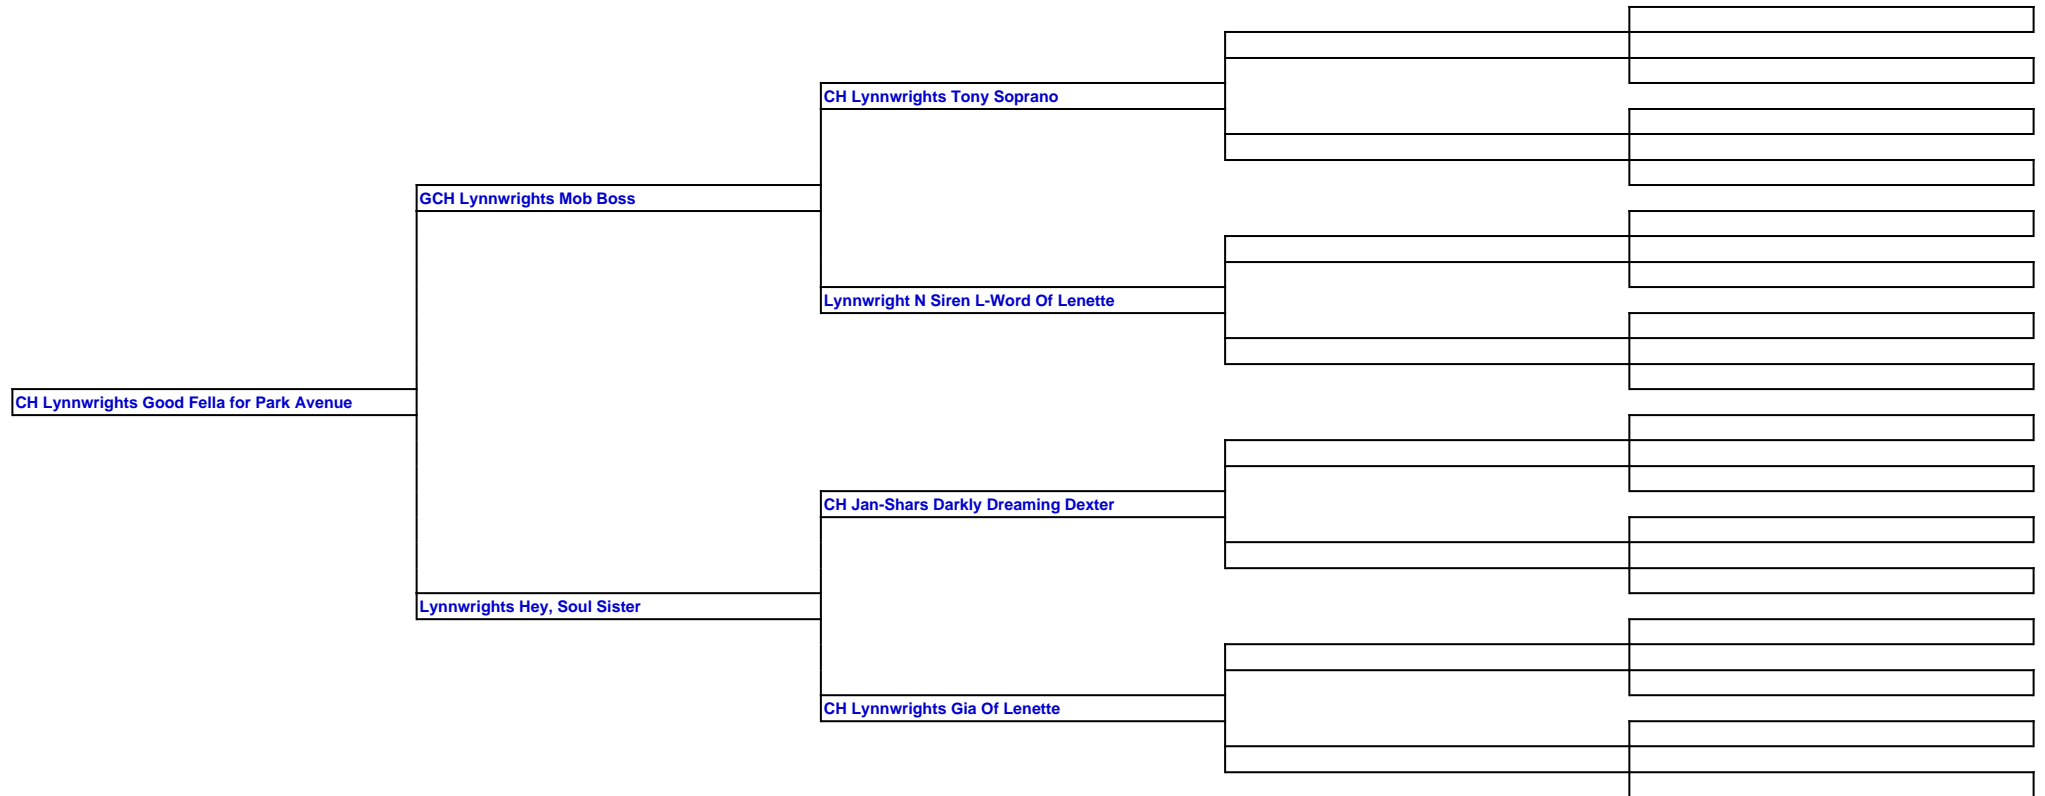 CH Lynnwrights Tony Soprano
GCH Lynnwrights Mob Boss
Lynnwright N Siren L-Word Of Lenette
CH Lynnwrights Good Fella for Park Avenue
CH Jan-Shars Darkly Dreaming Dexter
Lynnwrights Hey, Soul Sister
CH Lynnwrights Gia Of Lenette